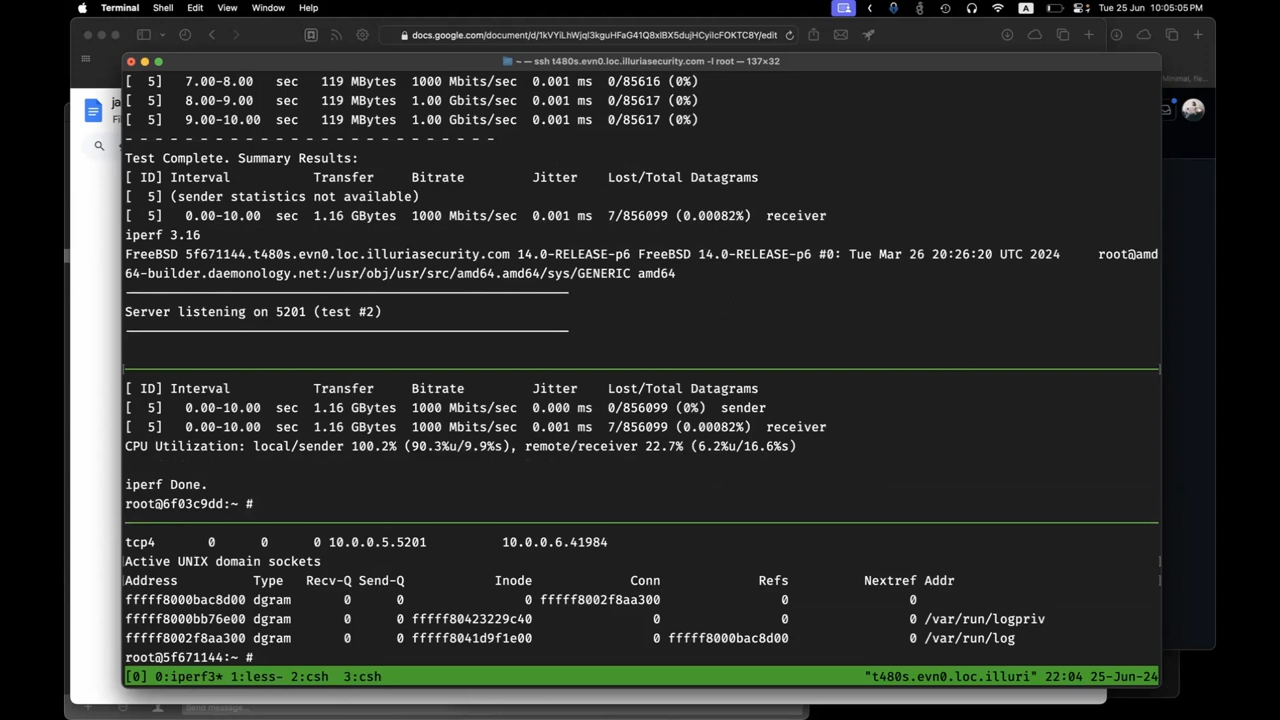 Terminal Shell Edit View Window Help Tue 25 Jun 10:05:05 PM
docs.google.com/document/d/1kVYiLhWjql3kguHFaG41Q8xlBX5dujHCyilcFOKTC8Y/edit
~ — ssh t480s.evn0.loc.illuriasecurity.com -l root — 137×32
[ 5] 7.00-8.00 sec 119 MBytes 1000 Mbits/sec 0.001 ms 0/85616 (0%)
[ 5] 8.00-9.00 sec 119 MBytes 1.00 Gbits/sec 0.001 ms 0/85617 (0%)
[ 5] 9.00-10.00 sec 119 MBytes 1.00 Gbits/sec 0.001 ms 0/85617 (0%)
- - - - - - - - - - - - - - - - - - - - - - - - -
Test Complete. Summary Results:
[ ID] Interval Transfer Bitrate Jitter Lost/Total Datagrams
[ 5] (sender statistics not available)
[ 5] 0.00-10.00 sec 1.16 GBytes 1000 Mbits/sec 0.001 ms 7/856099 (0.00082%) receiver
iperf 3.16
FreeBSD 5f671144.t480s.evn0.loc.illuriasecurity.com 14.0-RELEASE-p6 FreeBSD 14.0-RELEASE-p6 #0: Tue Mar 26 20:26:20 UTC 2024 root@amd
64-builder.daemonology.net:/usr/obj/usr/src/amd64.amd64/sys/GENERIC amd64
Server listening on 5201 (test #2)
[ ID] Interval Transfer Bitrate Jitter Lost/Total Datagrams
[ 5] 0.00-10.00 sec 1.16 GBytes 1000 Mbits/sec 0.000 ms 0/856099 (0%) sender
[ 5] 0.00-10.00 sec 1.16 GBytes 1000 Mbits/sec 0.001 ms 7/856099 (0.00082%) receiver
CPU Utilization: local/sender 100.2% (90.3%u/9.9%s), remote/receiver 22.7% (6.2%u/16.6%s)
iperf Done.
root@6f03c9dd:~ #
tcp4 0 0 0 10.0.0.5.5201 10.0.0.6.41984
Active UNIX domain sockets
Address Type Recv-Q Send-Q Inode Conn Refs Nextref Addr
fffff8000bac8d00 dgram 0 0 0 fffff8002f8aa300 0 0
fffff8000bb76e00 dgram 0 0 fffff80423229c40 0 0 0 /var/run/logpriv
fffff8002f8aa300 dgram 0 0 fffff8041d9f1e00 0 fffff8000bac8d00 0 /var/run/log
root@5f671144:~ #
[0] 0:iperf3* 1:less- 2:csh 3:csh "t480s.evn0.loc.illuri" 22:04 25-Jun-24
Send message...